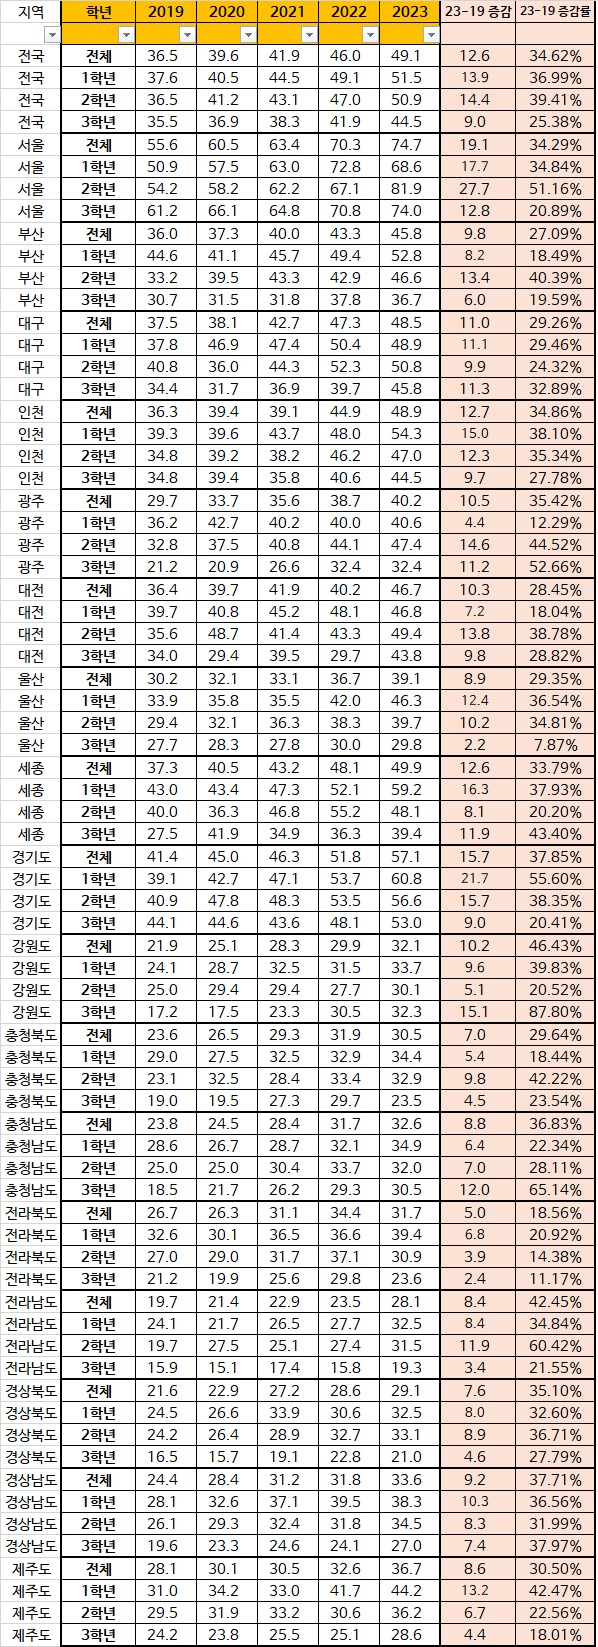 지역 학년 2019 2020 2021 2022 2023 23-19 증감 23-19 증감률
전국 전체 36.5 39.6 41.9 46.0 49.1 12.6 34.62%
전국 1학년 37.6 40.5 44.5 49.1 51.5 13.9 36.99%
전국 2학년 36.5 41.2 43.1 47.0 50.9 14.4 39.41%
전국 3학년 35.5 36.9 38.3 41.9 44.5 9.0 25.38%
서울 전체 55.6 60.5 63.4 70.3 74.7 19.1 34.29%
서울 1학년 50.9 57.5 63.0 72.8 68.6 17.7 34.84%
서울 2학년 54.2 58.2 62.2 67.1 81.9 27.7 51.16%
서울 3학년 61.2 66.1 64.8 70.8 74.0 12.8 20.89%
부산 전체 36.0 37.3 40.0 43.3 45.8 9.8 27.09%
부산 1학년 44.6 41.1 45.7 49.4 52.8 8.2 18.49%
부산 2학년 33.2 39.5 43.3 42.9 46.6 13.4 40.39%
부산 3학년 30.7 31.5 31.8 37.8 36.7 6.0 19.59%
대구 전체 37.5 38.1 42.7 47.3 48.5 11.0 29.26%
대구 1학년 37.8 46.9 47.4 50.4 48.9 11.1 29.46%
대구 2학년 40.8 36.0 44.3 52.3 50.8 9.9 24.32%
대구 3학년 34.4 31.7 36.9 39.7 45.8 11.3 32.89%
인천 전체 36.3 39.4 39.1 44.9 48.9 12.7 34.86%
인천 1학년 39.3 39.6 43.7 48.0 54.3 15.0 38.10%
인천 2학년 34.8 39.2 38.2 46.2 47.0 12.3 35.34%
인천 3학년 34.8 39.4 35.8 40.6 44.5 9.7 27.78%
광주 전체 29.7 33.7 35.6 38.7 40.2 10.5 35.42%
광주 1학년 36.2 42.7 40.2 40.0 40.6 4.4 12.29%
광주 2학년 32.8 37.5 40.8 44.1 47.4 14.6 44.52%
광주 3학년 21.2 20.9 26.6 32.4 32.4 11.2 52.66%
대전 전체 36.4 39.7 41.9 40.2 46.7 10.3 28.45%
대전 1학년 39.7 40.8 45.2 48.1 46.8 7.2 18.04%
대전 2학년 35.6 48.7 41.4 43.3 49.4 13.8 38.78%
대전 3학년 34.0 29.4 39.5 29.7 43.8 9.8 28.82%
울산 전체 30.2 32.1 33.1 36.7 39.1 8.9 29.35%
울산 1학년 33.9 35.8 35.5 42.0 46.3 12.4 36.54%
울산 2학년 29.4 32.1 36.3 38.3 39.7 10.2 34.81%
울산 3학년 27.7 28.3 27.8 30.0 29.8 2.2 7.87%
세종 전체 37.3 40.5 43.2 48.1 49.9 12.6 33.79%
세종 1학년 43.0 43.4 47.3 52.1 59.2 16.3 37.93%
세종 2학년 40.0 36.3 46.8 55.2 48.1 8.1 20.20%
세종 3학년 27.5 41.9 34.9 36.3 39.4 11.9 43.40%
경기도 전체 41.4 45.0 46.3 51.8 57.1 15.7 37.85%
경기도 1학년 39.1 42.7 47.1 53.7 60.8 21.7 55.60%
경기도 2학년 40.9 47.8 48.3 53.5 56.6 15.7 38.35%
경기도 3학년 44.1 44.6 43.6 48.1 53.0 9.0 20.41%
강원도 전체 21.9 25.1 28.3 29.9 32.1 10.2 46.43%
강원도 1학년 24.1 28.7 32.5 31.5 33.7 9.6 39.83%
강원도 2학년 25.0 29.4 29.4 27.7 30.1 5.1 20.52%
강원도 3학년 17.2 17.5 23.3 30.5 32.3 15.1 87.80%
충청북도 전체 23.6 26.5 29.3 31.9 30.5 7.0 29.64%
충청북도 1학년 29.0 27.5 32.5 32.9 34.4 5.4 18.44%
충청북도 2학년 23.1 32.5 28.4 33.4 32.9 9.8 42.22%
충청북도 3학년 19.0 19.5 27.3 29.7 23.5 4.5 23.54%
충청남도 전체 23.8 24.5 28.4 31.7 32.6 8.8 36.83%
충청남도 1학년 28.6 26.7 28.7 32.1 34.9 6.4 22.34%
충청남도 2학년 25.0 25.0 30.4 33.7 32.0 7.0 28.11%
충청남도 3학년 18.5 21.7 26.2 29.3 30.5 12.0 65.14%
전라북도 전체 26.7 26.3 31.1 34.4 31.7 5.0 18.56%
전라북도 1학년 32.6 30.1 36.5 36.6 39.4 6.8 20.92%
전라북도 2학년 27.0 29.0 31.7 37.1 30.9 3.9 14.38%
전라북도 3학년 21.2 19.9 25.6 29.8 23.6 2.4 11.17%
전라남도 전체 19.7 21.4 22.9 23.5 28.1 8.4 42.45%
전라남도 1학년 24.1 21.7 26.5 27.7 32.5 8.4 34.84%
전라남도 2학년 19.7 27.5 25.1 27.4 31.5 11.9 60.42%
전라남도 3학년 15.9 15.1 17.4 15.8 19.3 3.4 21.55%
경상북도 전체 21.6 22.9 27.2 28.6 29.1 7.6 35.10%
경상북도 1학년 24.5 26.6 33.9 30.6 32.5 8.0 32.60%
경상북도 2학년 24.2 26.4 28.9 32.7 33.1 8.9 36.71%
경상북도 3학년 16.5 15.7 19.1 22.8 21.0 4.6 27.79%
경상남도 전체 24.4 28.4 31.2 31.8 33.6 9.2 37.71%
경상남도 1학년 28.1 32.6 37.1 39.5 38.3 10.3 36.56%
경상남도 2학년 26.1 29.3 32.4 31.8 34.5 8.3 31.99%
경상남도 3학년 19.6 23.3 24.6 24.1 27.0 7.4 37.97%
제주도 전체 28.1 30.1 30.5 32.6 36.7 8.6 30.50%
제주도 1학년 31.0 34.2 33.0 41.7 44.2 13.2 42.47%
제주도 2학년 29.5 31.9 33.2 30.6 36.2 6.7 22.56%
제주도 3학년 24.2 23.8 25.5 25.1 28.6 4.4 18.01%